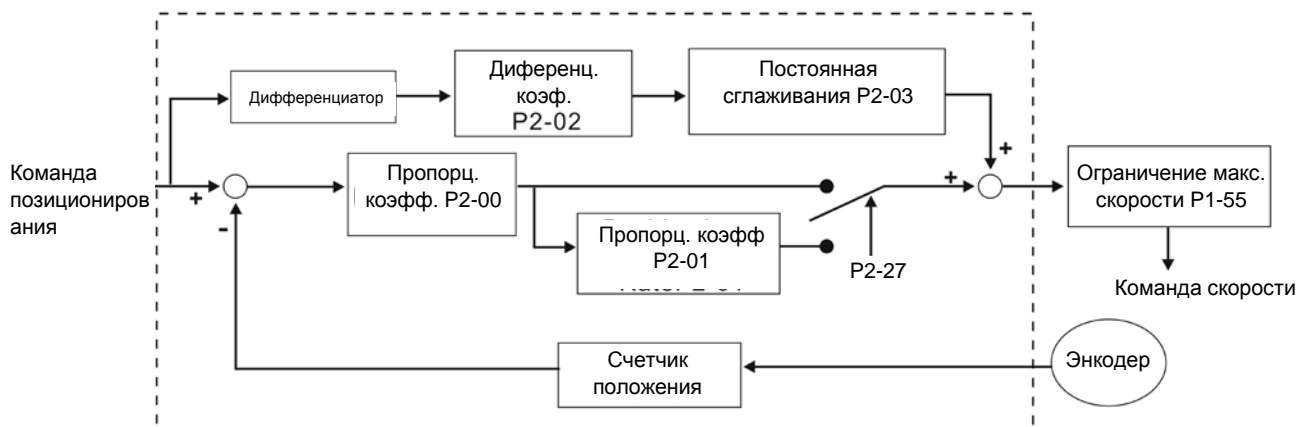 Дифференциатор
Диференц.
коэф.
P2-02
Постоянная
сглаживания P2-03
+
Команда
позициониров
ания
+
-
Пропорц.
коэфф. P2-00
Пропорц. коэфф
P2-01
P2-27
+
Ограничение макс.
скорости P1-55
Команда скорости
Счетчик
положения
Энкодер